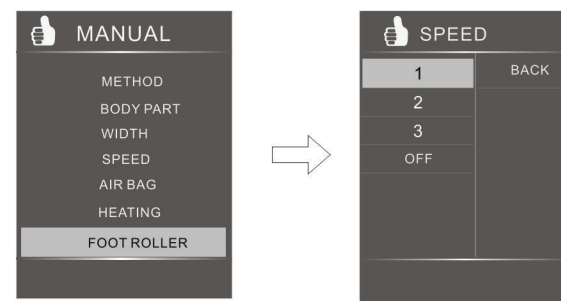 MANUAL
METHOD
BODY PART
WIDTH
SPEED
AIR BAG
HEATING
FOOT ROLLER
SPEED
1
BACK
2
3
OFF